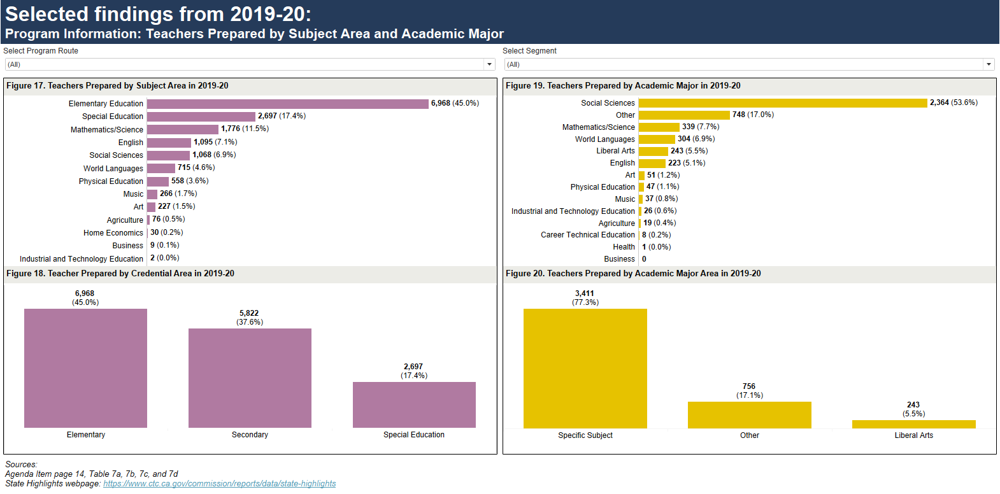 Selected findings from 2019-20:
Program Information: Teachers Prepared by Subject Area and Academic Major
Select Program Route
(All)
Select Segment
(All)
Figure 17. Teachers Prepared by Subject Area in 2019-20
Elementary Education 6,968 (45.0%)
Special Education 2,697 (17.4%)
Mathematics/Science 1,776 (11.5%)
English 1,095 (7.1%)
Social Sciences 1,068 (6.9%)
World Languages 715 (4.6%)
Physical Education 558 (3.6%)
Music 266 (1.7%)
Art 227 (1.5%)
Agriculture 76 (0.5%)
Home Economics 30 (0.2%)
Business 9 (0.1%)
Industrial and Technology Education 2 (0.0%)
Figure 18. Teacher Prepared by Credential Area in 2019-20
6,968
(45.0%)
5,822
(37.6%)
2,697
(17.4%)
Elementary Secondary Special Education
Figure 19. Teachers Prepared by Academic Major in 2019-20
Social Sciences 2,364 (53.6%)
Other 748 (17.0%)
Mathematics/Science 339 (7.7%)
World Languages 304 (6.9%)
Liberal Arts 243 (5.5%)
English 223 (5.1%)
Art 51 (1.2%)
Physical Education 47 (1.1%)
Music 37 (0.8%)
Industrial and Technology Education 26 (0.6%)
Agriculture 19 (0.4%)
Career Technical Education 8 (0.2%)
Health 1 (0.0%)
Business 0
Figure 20. Teachers Prepared by Academic Major Area in 2019-20
3,411
(77.3%)
756
(17.1%)
243
(5.5%)
Specific Subject Other Liberal Arts
Sources:
Agenda Item page 14, Table 7a, 7b, 7c, and 7d
State Highlights webpage: https://www.ctc.ca.gov/commission/reports/data/state-highlights